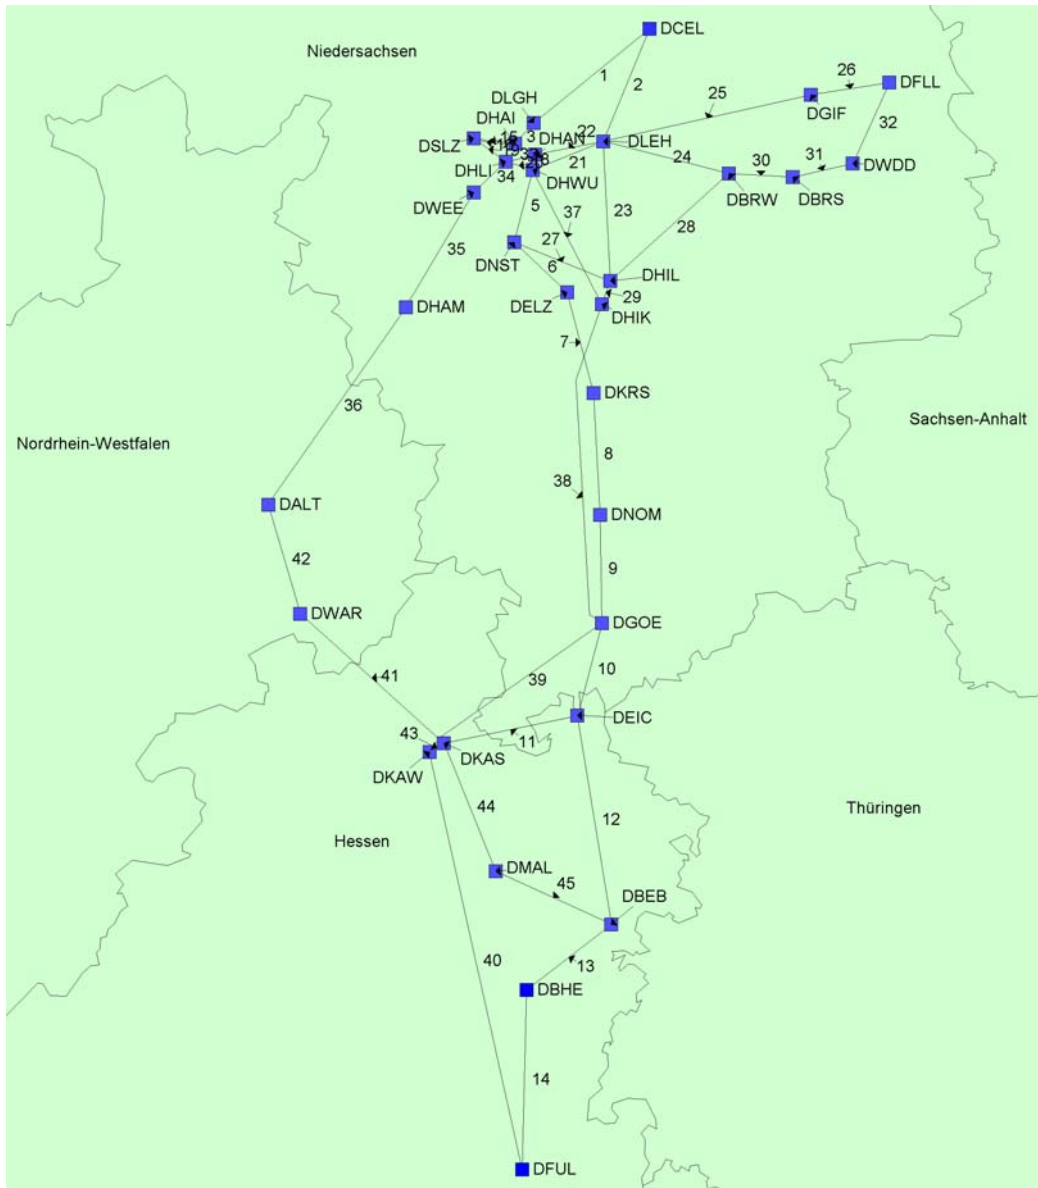 DCEL
Niedersachsen
26
1
DFLL
2
25
DGIF
DLGH
DHAI
22
32
15
3
DHAN
DLEH
DSLZ
21
24
30
31
DWDD
DHLI
34
DHWU
DBRW
DBRS
DWEE
5
37
23
28
35
27
DNST
6
DHIL
29
DELZ
DHIK
DHAM
7
DKRS
36
Sachsen-Anhalt
Nordrhein-Westfalen
8
38
DALT
DNOM
42
9
DWAR
DGOE
10
41
39
DEIC
43
11
DKAS
DKAW
44
12
Thüringen
Hessen
DMAL
45
DBEB
40
13
DBHE
14
DFUL